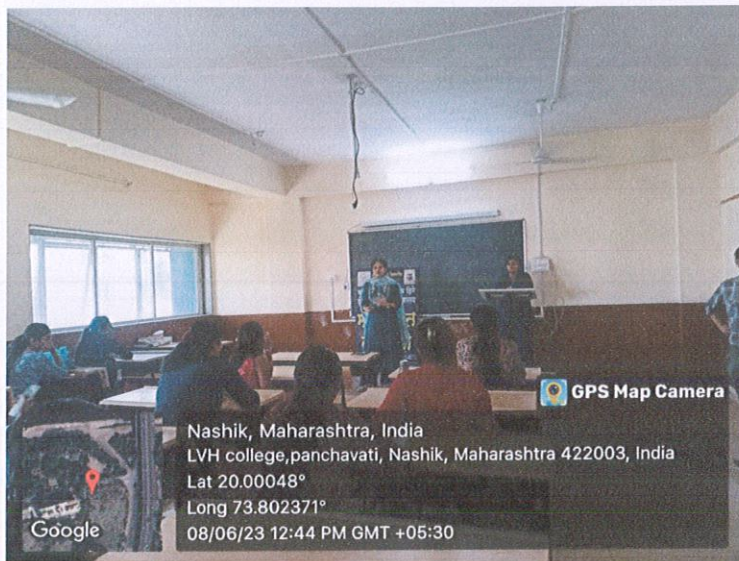 GPS Map Camera
Nashik, Maharashtra, India
LVH college,panchavati, Nashik, Maharashtra 422003, India
Lat 20.00048°
Long 73.802371°
08/06/23 12:44 PM GMT +05:30
Google